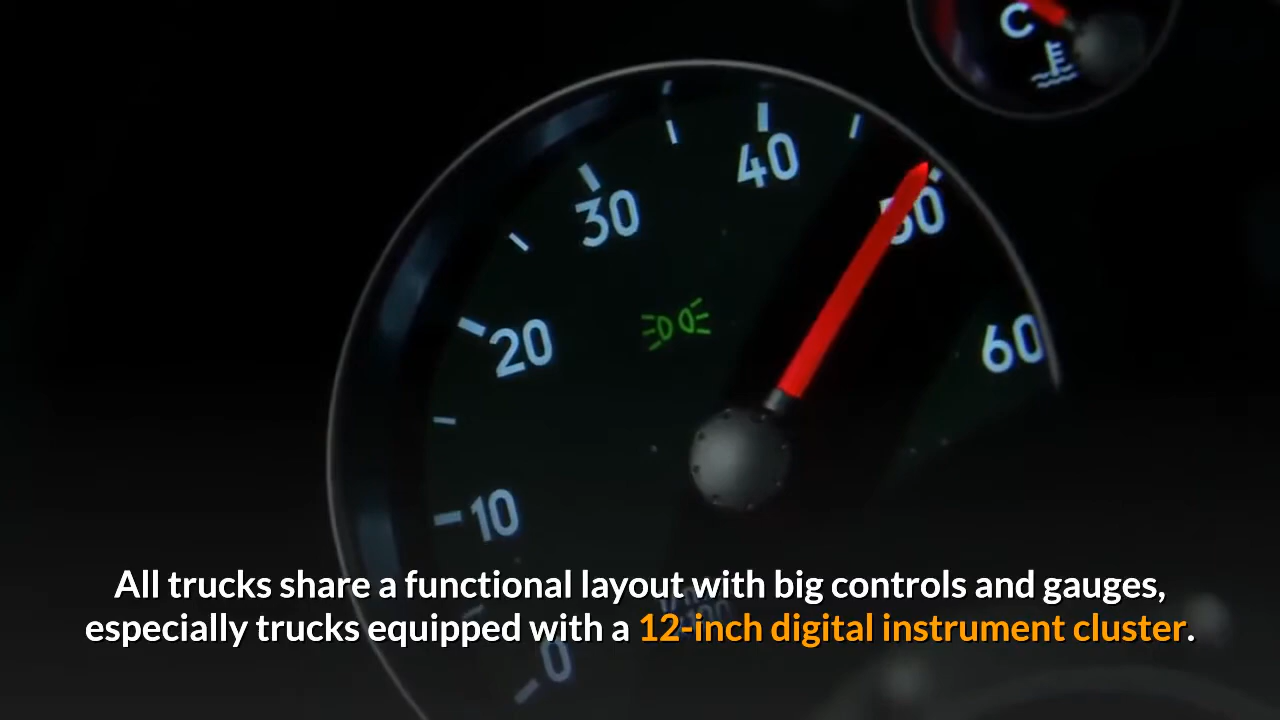 C
40
30
50
20
60
10
0
All trucks share a functional layout with big controls and gauges,
especially trucks equipped with a 12-inch digital instrument cluster.